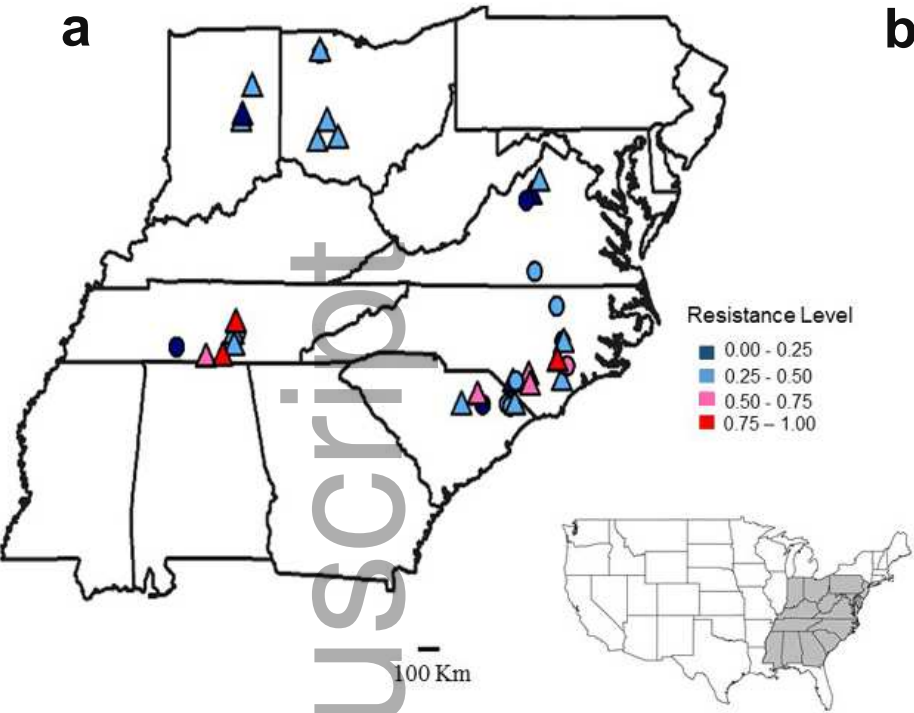 a
b
Resistance Level
0.00 - 0.25
0.25 - 0.50
0.50 - 0.75
0.75 – 1.00
100 Km
uscript